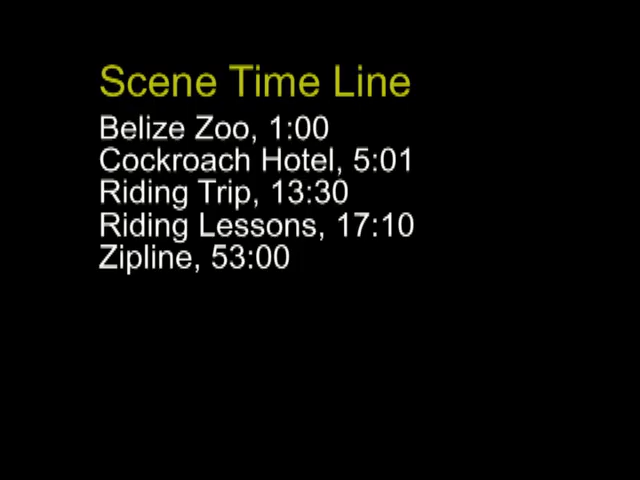 Scene Time Line
Belize Zoo, 1:00
Cockroach Hotel, 5:01
Riding Trip, 13:30
Riding Lessons, 17:10
Zipline, 53:00